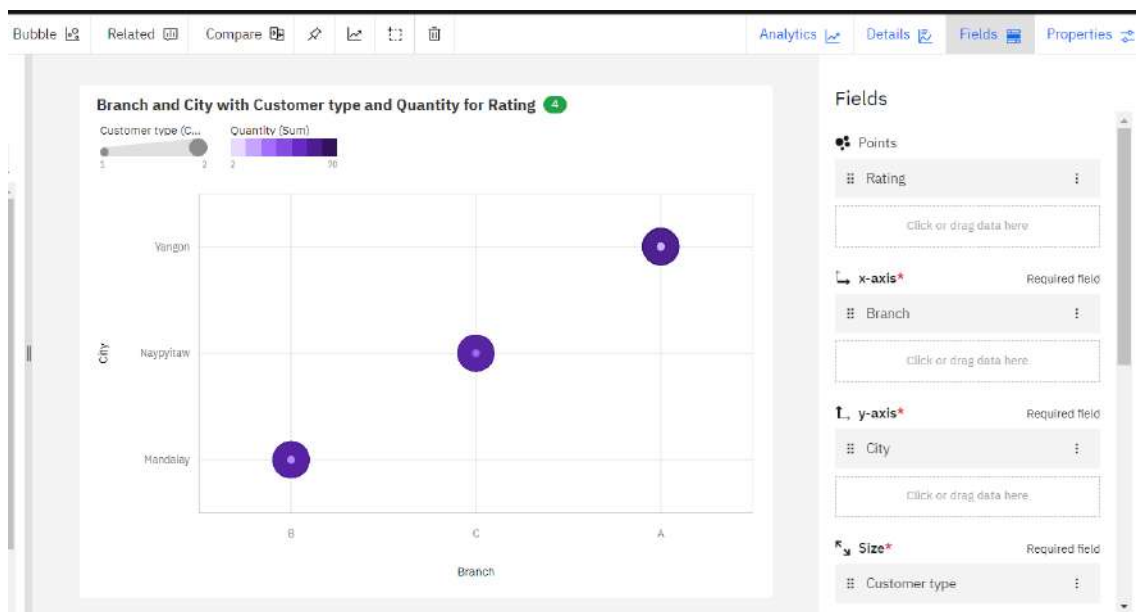 Bubble Related Compare Analytics Details Fields Properties
Branch and City with Customer type and Quantity for Rating 4
Customer type (C... Quantity (Sum)
1 2 2 70
Yangon
Naypyitaw
Mandalay
City
B C A
Branch
Fields
Points
Rating
Click or drag data here
x-axis* Required field
Branch
Click or drag data here
y-axis* Required field
City
Click or drag data here
Size* Required field
Customer type